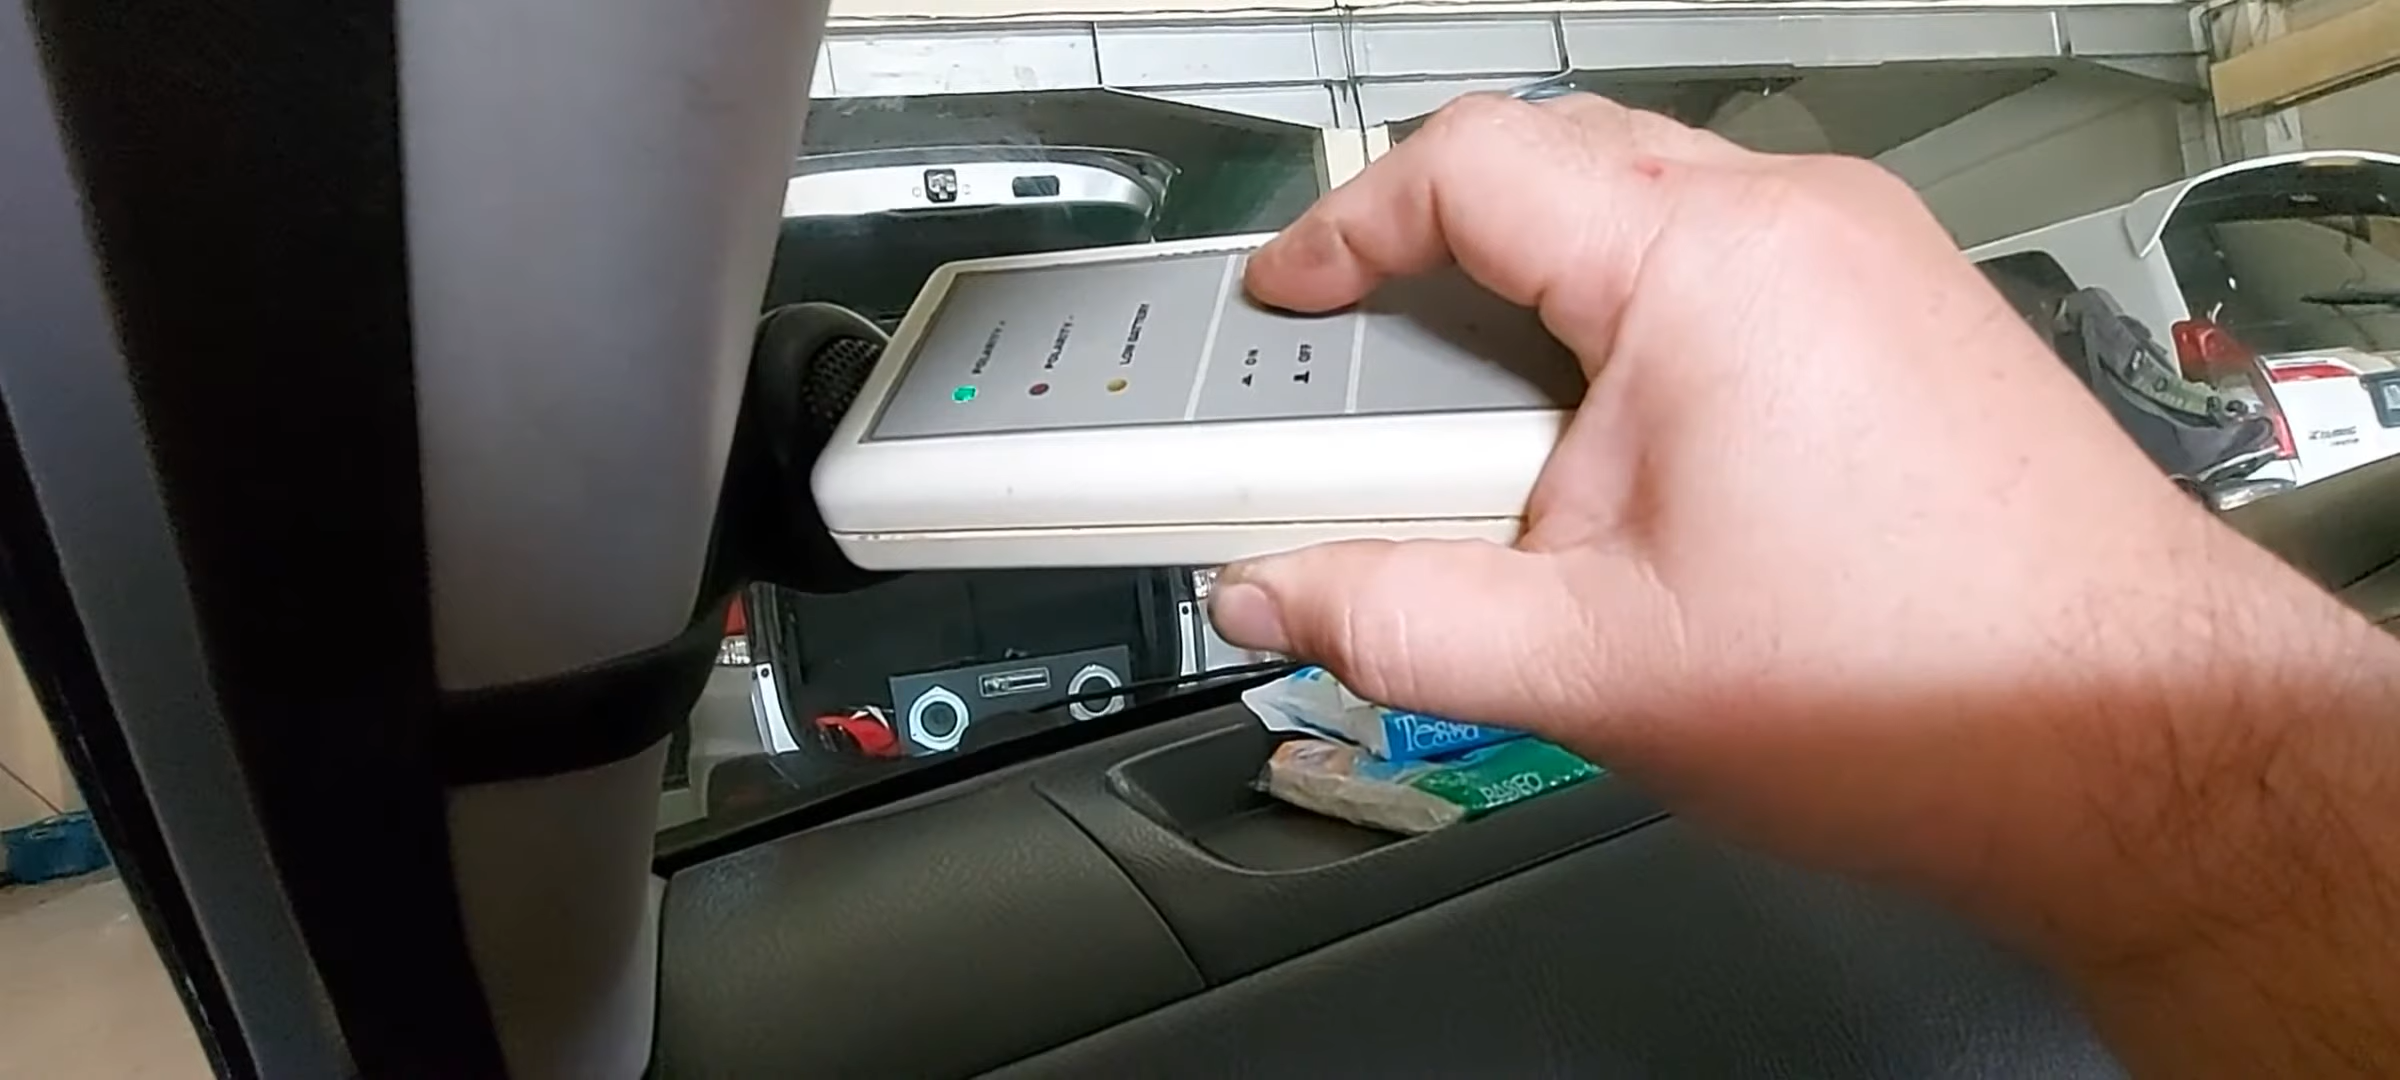 POLARITY +
POLARITY -
LOW BATTERY
ON
OFF
Tessa
PASEO